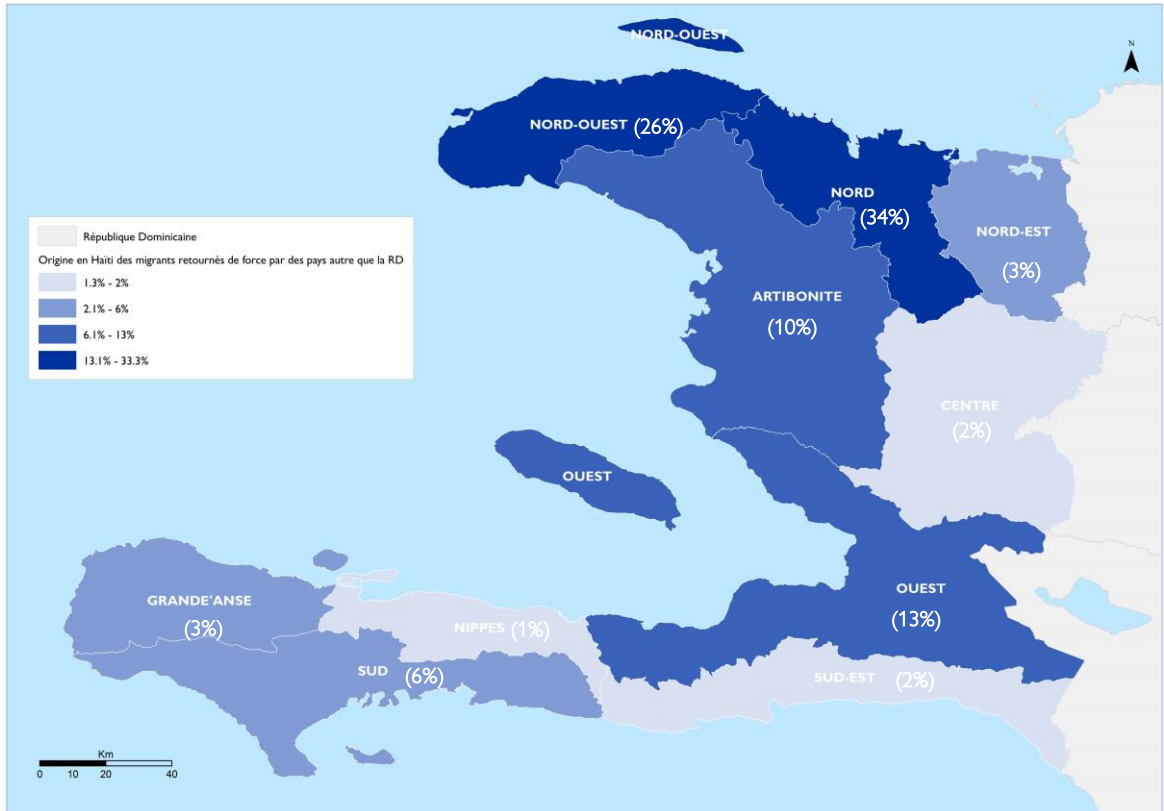 NORD-OUEST
N
NORD-OUEST (26%)
NORD
(34%)
NORD-EST
(3%)
République Dominicaine
Origine en Haïti des migrants retournés de force par des pays autre que la RD
1.3% - 2%
2.1% - 6%
6.1% - 13%
13.1% - 33.3%
ARTIBONITE
(10%)
CENTRE
(2%)
OUEST
OUEST
(13%)
GRANDE'ANSE
(3%)
NIPPES (1%)
SUD (6%)
SUD-EST (2%)
Km
0 10 20 40